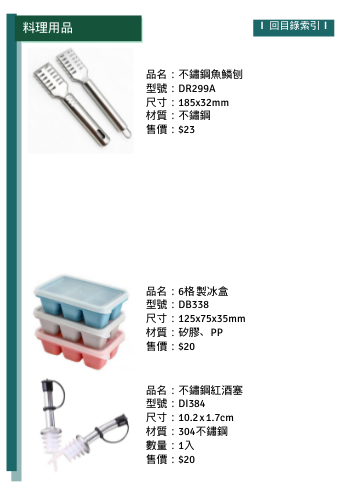 料理用品
I 回目錄索引 I
品名：不鏽鋼魚鱗刨
型號：DR299A
尺寸：185x32mm
材質：不鏽鋼
售價：$23
品名：6格製冰盒
型號：DB338
尺寸：125x75x35mm
材質：矽膠、PP
售價：$20
品名：不鏽鋼紅酒塞
型號：DI384
尺寸：10.2x1.7cm
材質：304不鏽鋼
數量：1入
售價：$20